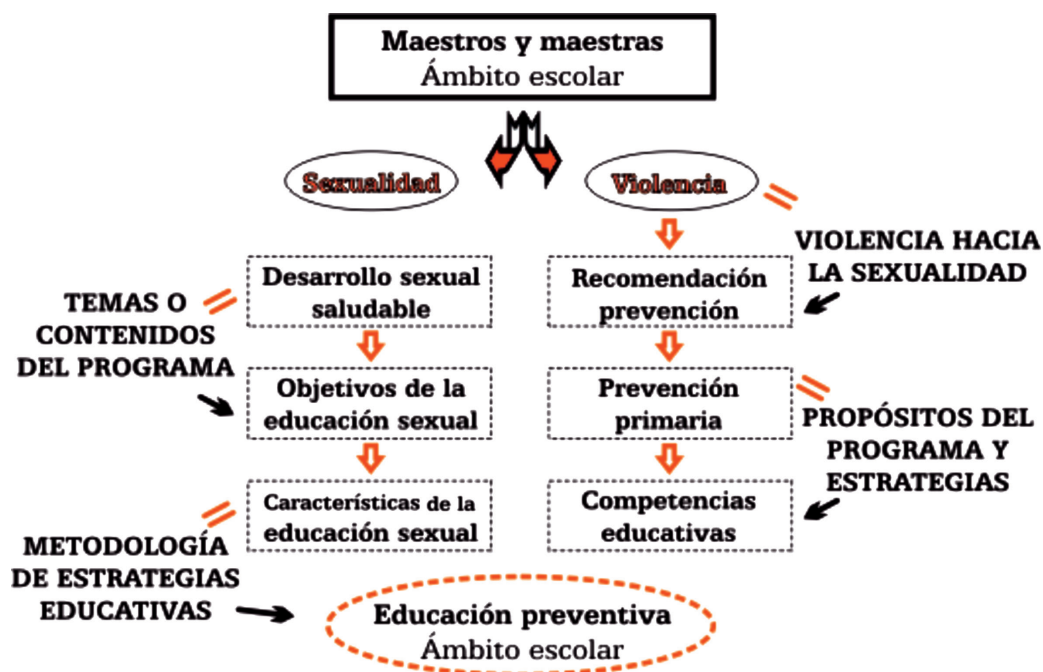 Maestros y maestras
Ámbito escolar
Sexualidad
Violencia
VIOLENCIA HACIA
LA SEXUALIDAD
Desarrollo sexual
saludable
Recomendación
prevención
TEMAS O
CONTENIDOS
DEL PROGRAMA
Objetivos de la
educación sexual
Prevención
primaria
PROPÓSITOS DEL
PROGRAMA Y
ESTRATEGIAS
Características de la
educación sexual
Competencias
educativas
METODOLOGÍA
DE ESTRATEGIAS
EDUCATIVAS
Educación preventiva
Ámbito escolar